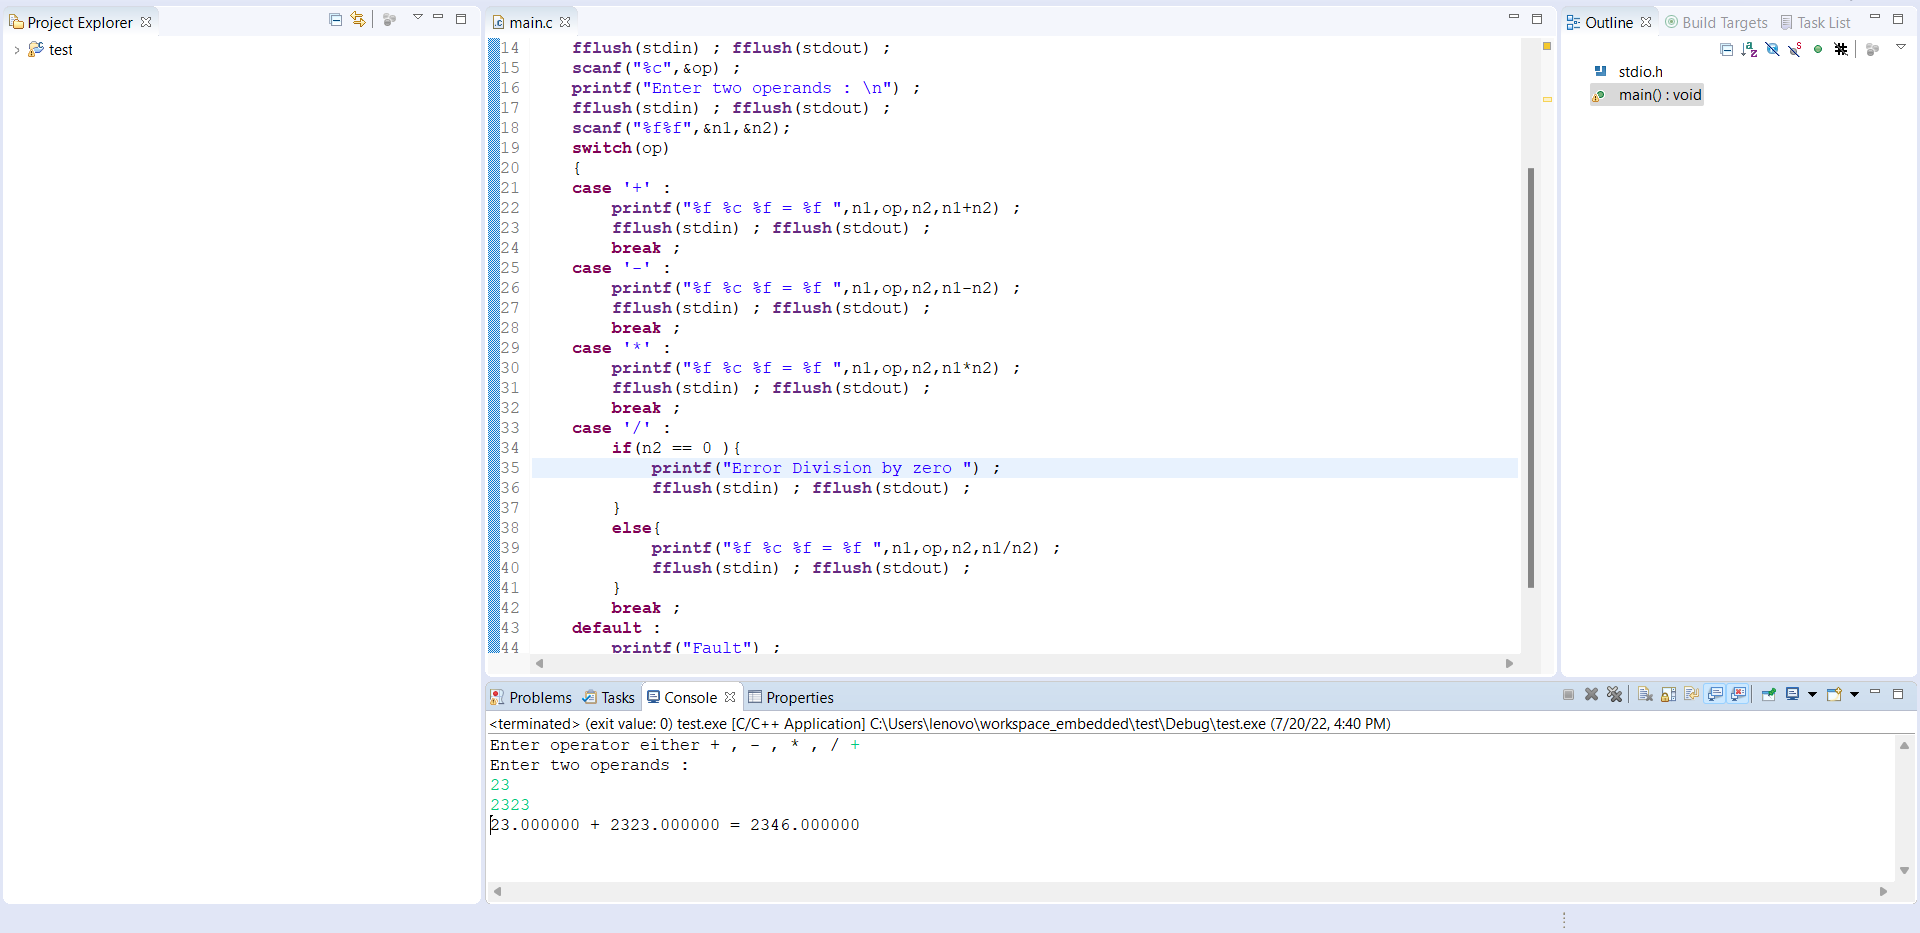 Project Explorer
test
main.c
14 fflush(stdin) ; fflush(stdout) ;
15 scanf("%c",&op) ;
16 printf("Enter two operands : \n") ;
17 fflush(stdin) ; fflush(stdout) ;
18 scanf("%f%f",&n1,&n2);
19 switch(op)
20 {
21 case '+' :
22 printf("%f %c %f = %f ",n1,op,n2,n1+n2) ;
23 fflush(stdin) ; fflush(stdout) ;
24 break ;
25 case '-' :
26 printf("%f %c %f = %f ",n1,op,n2,n1-n2) ;
27 fflush(stdin) ; fflush(stdout) ;
28 break ;
29 case '*' :
30 printf("%f %c %f = %f ",n1,op,n2,n1*n2) ;
31 fflush(stdin) ; fflush(stdout) ;
32 break ;
33 case '/' :
34 if(n2 == 0 ){
35 printf("Error Division by zero ") ;
36 fflush(stdin) ; fflush(stdout) ;
37 }
38 else{
39 printf("%f %c %f = %f ",n1,op,n2,n1/n2) ;
40 fflush(stdin) ; fflush(stdout) ;
41 }
42 break ;
43 default :
44 printf("Fault") ;
Outline Build Targets Task List
stdio.h
main() : void
Problems Tasks Console Properties
<terminated> (exit value: 0) test.exe [C/C++ Application] C:\Users\lenovo\workspace_embedded\test\Debug\test.exe (7/20/22, 4:40 PM)
Enter operator either + , - , * , / +
Enter two operands :
23
2323
23.000000 + 2323.000000 = 2346.000000